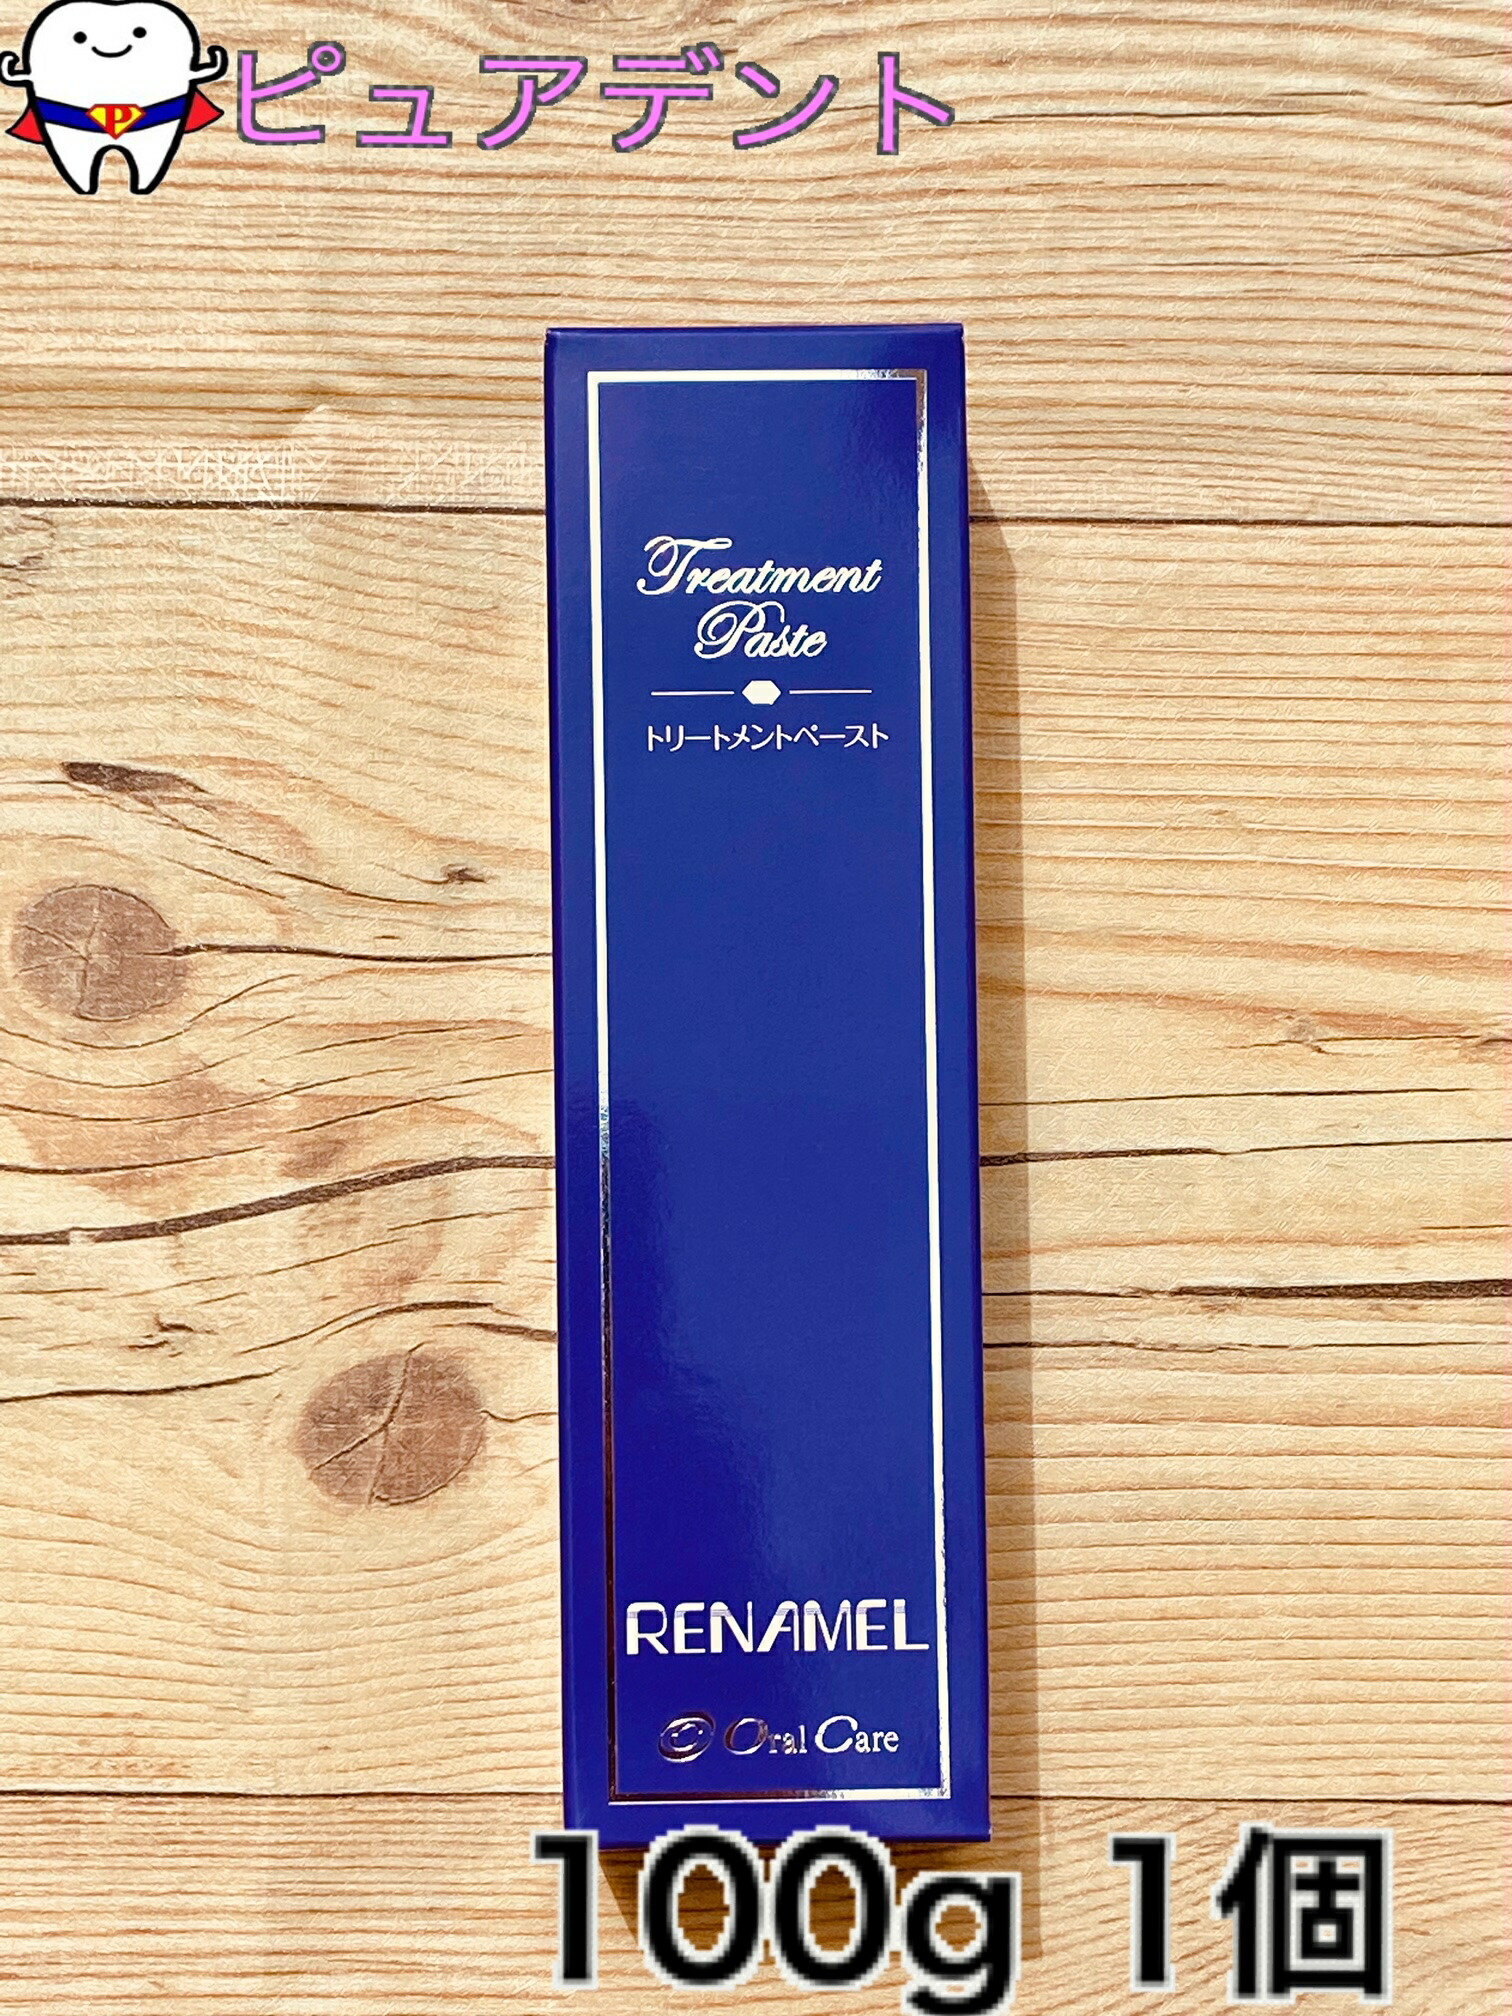 P
ピュアデント
Treatment
Paste
トリートメントペースト
RENAMEL
Oral Care
100g 1個